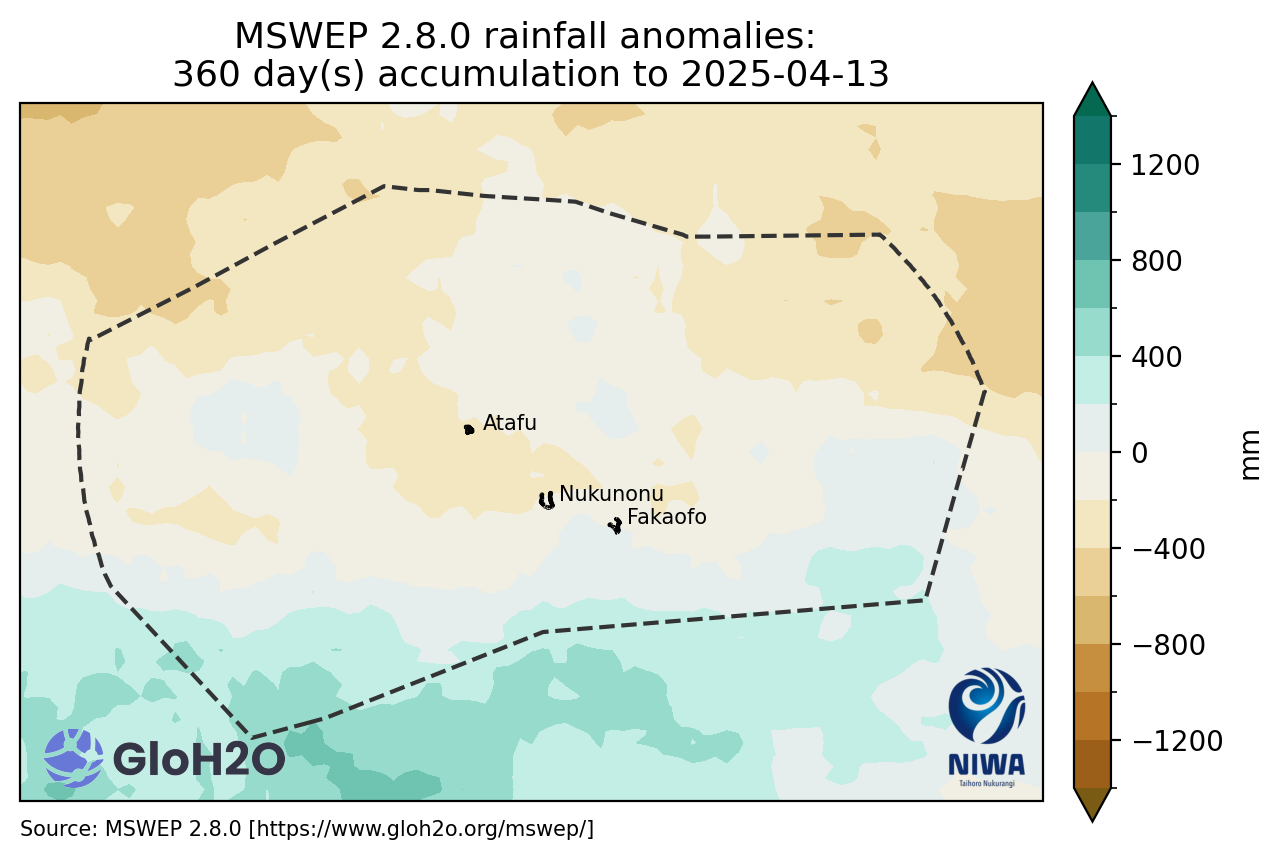 MSWEP 2.8.0 rainfall anomalies:
360 day(s) accumulation to 2025-04-13
1200
800
400
0
−400
−800
−1200
mm
Atafu
Nukunonu
Fakaofo
GloH2O
NIWA
Taihoro Nukurangi
Source: MSWEP 2.8.0 [https://www.gloh2o.org/mswep/]